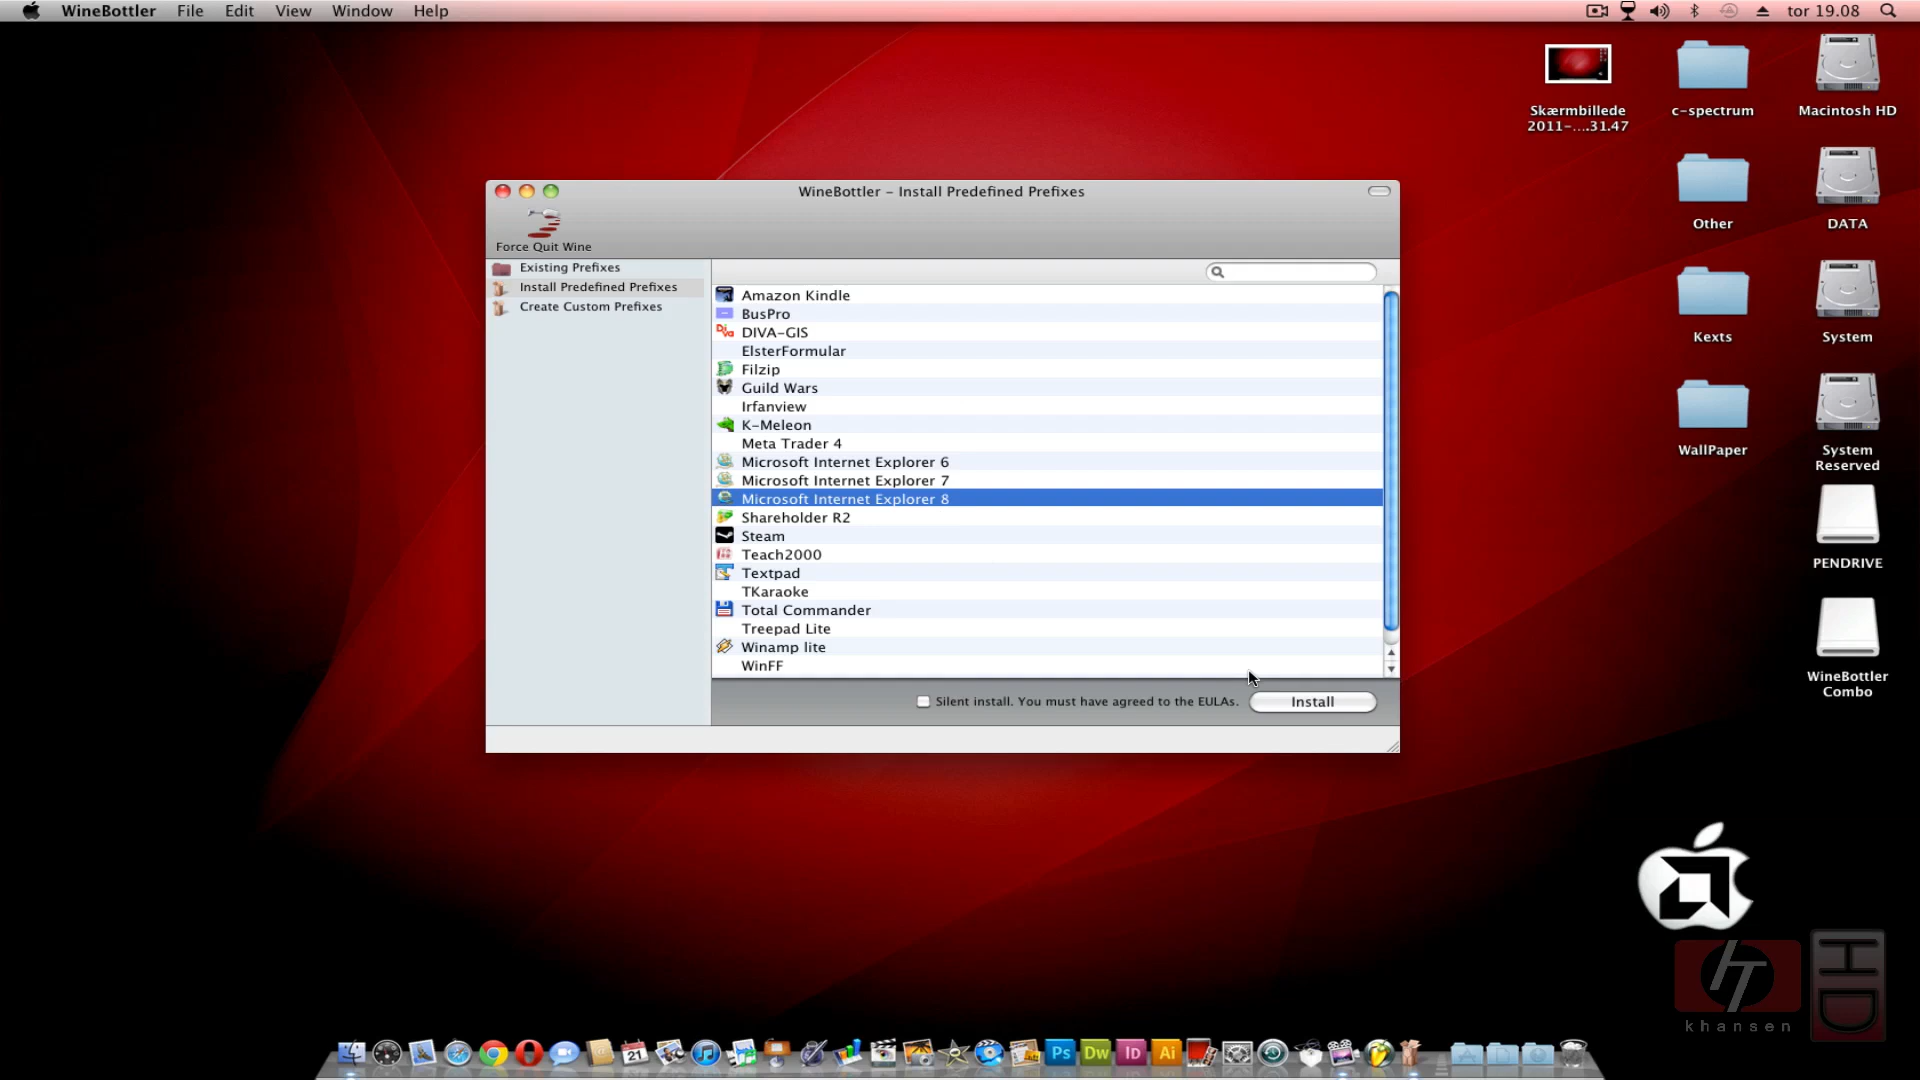 WineBottler File Edit View Window Help
tor 19.08
Skærmbillede
2011-....31.47
c-spectrum
Macintosh HD
Other
DATA
Kexts
System
WallPaper
System
Reserved
PENDRIVE
WineBottler
Combo
WineBottler – Install Predefined Prefixes
Force Quit Wine
Existing Prefixes
Install Predefined Prefixes
Create Custom Prefixes
Amazon Kindle
BusPro
DIVA-GIS
ElsterFormular
Filzip
Guild Wars
Irfanview
K-Meleon
Meta Trader 4
Microsoft Internet Explorer 6
Microsoft Internet Explorer 7
Microsoft Internet Explorer 8
Shareholder R2
Steam
Teach2000
Textpad
TKaraoke
Total Commander
Treepad Lite
Winamp lite
WinFF
Silent install. You must have agreed to the EULAs.
Install
HD
khansen
21
Ps Dw ID Ai